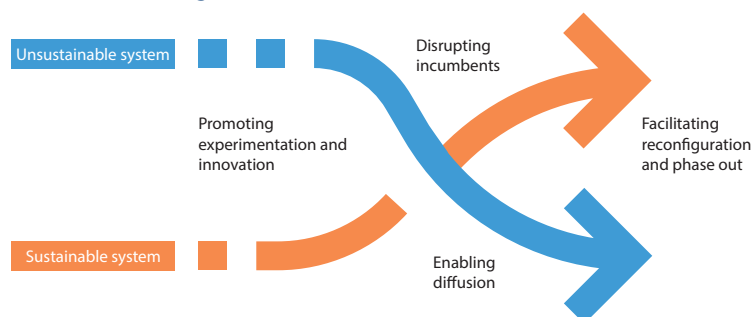 Unsustainable system
Disrupting
incumbents
Promoting
experimentation and
innovation
Facilitating
reconfiguration
and phase out
Sustainable system
Enabling
diffusion